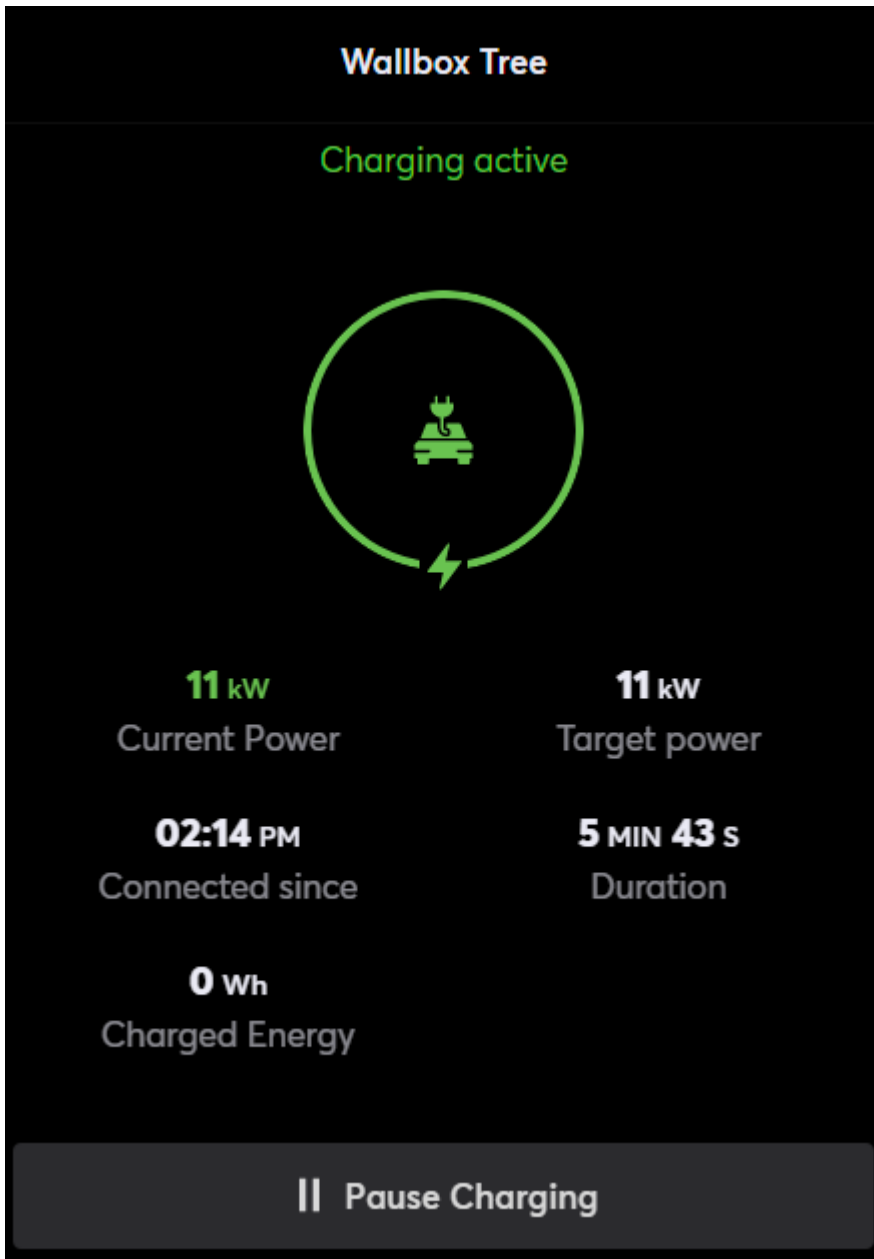 Wallbox Tree
Charging active
11 kW
Current Power
11 kW
Target power
02:14 PM
Connected since
5 MIN 43 S
Duration
0 Wh
Charged Energy
Pause Charging